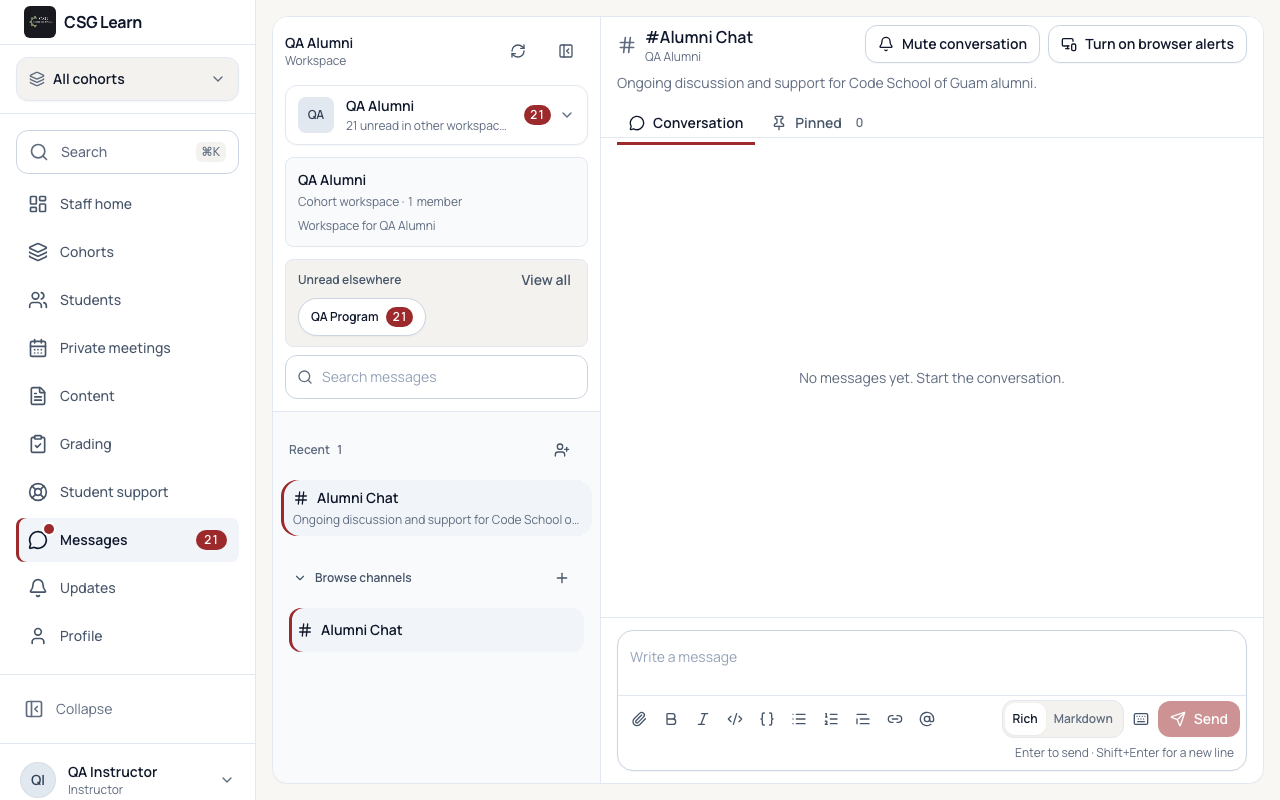 CSG Learn
All cohorts
Search ⌘K
Staff home
Cohorts
Students
Private meetings
Content
Grading
Student support
Messages 21
Updates
Profile
Collapse
QI
QA Instructor
Instructor
QA Alumni
Workspace
QA
QA Alumni
21 unread in other workspac...
21
QA Alumni
Cohort workspace · 1 member
Workspace for QA Alumni
Unread elsewhere View all
QA Program 21
Search messages
Recent 1
# Alumni Chat
Ongoing discussion and support for Code School o...
Browse channels
# Alumni Chat
#Alumni Chat
QA Alumni
Mute conversation
Turn on browser alerts
Ongoing discussion and support for Code School of Guam alumni.
Conversation
Pinned 0
No messages yet. Start the conversation.
Write a message
Rich Markdown
Send
Enter to send · Shift+Enter for a new line